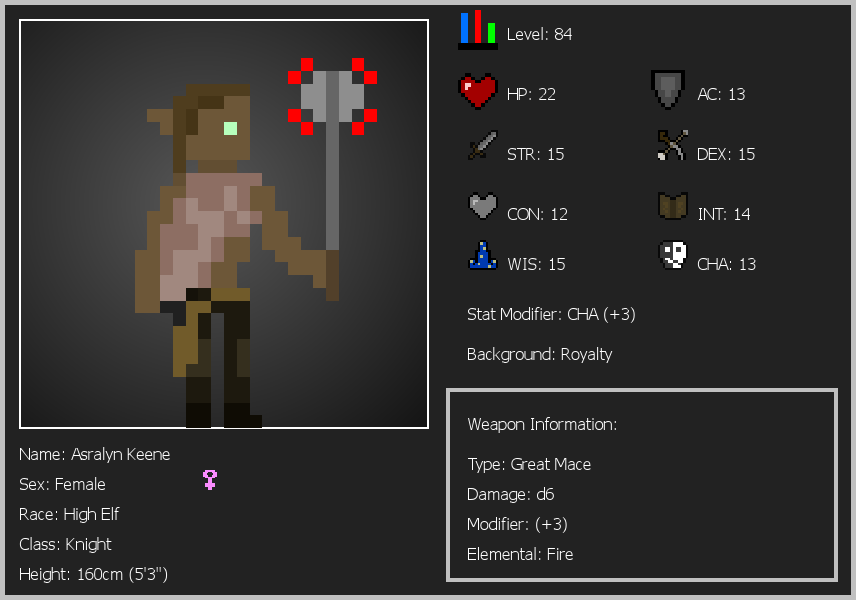 Level: 84
HP: 22
AC: 13
STR: 15
DEX: 15
CON: 12
INT: 14
WIS: 15
CHA: 13
Stat Modifier: CHA (+3)
Background: Royalty
Weapon Information:
Type: Great Mace
Damage: d6
Modifier: (+3)
Elemental: Fire
Name: Asralyn Keene
Sex: Female
Race: High Elf
Class: Knight
Height: 160cm (5'3")